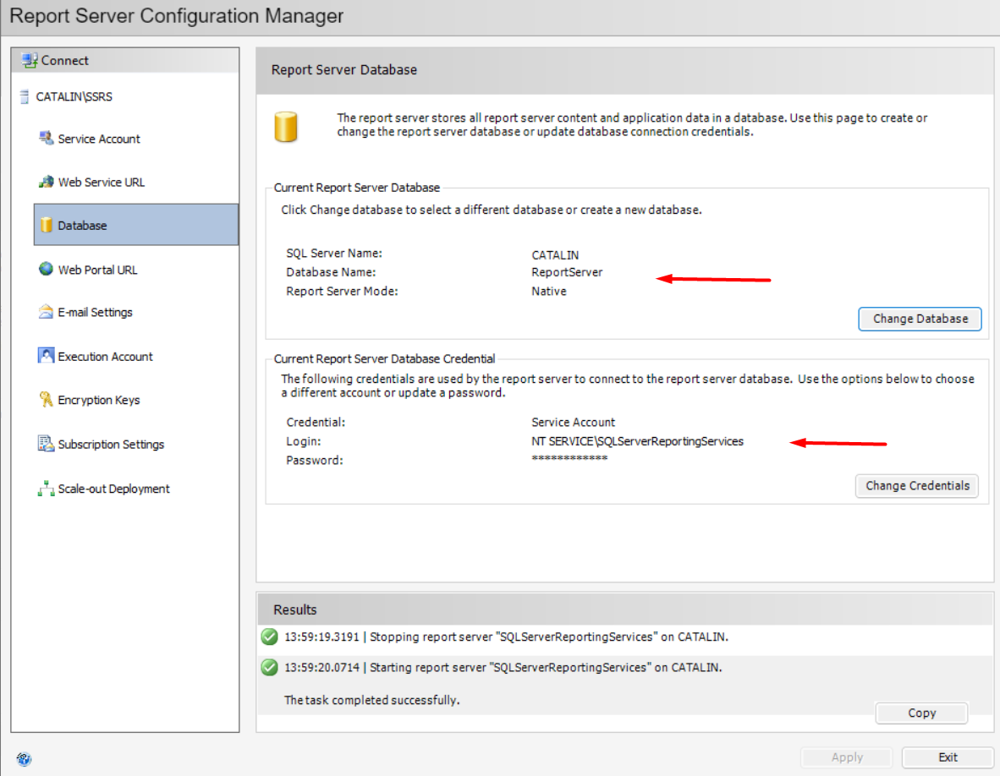 Report Server Configuration Manager
Connect
CATALIN\SSRS
Service Account
Web Service URL
Database
Web Portal URL
E-mail Settings
Execution Account
Encryption Keys
Subscription Settings
Scale-out Deployment
Report Server Database
The report server stores all report server content and application data in a database. Use this page to create or
change the report server database or update database connection credentials.
Current Report Server Database
Click Change database to select a different database or create a new database.
SQL Server Name: CATALIN
Database Name: ReportServer
Report Server Mode: Native
Change Database
Current Report Server Database Credential
The following credentials are used by the report server to connect to the report server database. Use the options below to choose
a different account or update a password.
Credential: Service Account
Login: NT SERVICE\SQLServerReportingServices
Password: ************
Change Credentials
Results
13:59:19.3191 | Stopping report server "SQLServerReportingServices" on CATALIN.
13:59:20.0714 | Starting report server "SQLServerReportingServices" on CATALIN.
The task completed successfully.
Copy
Apply
Exit